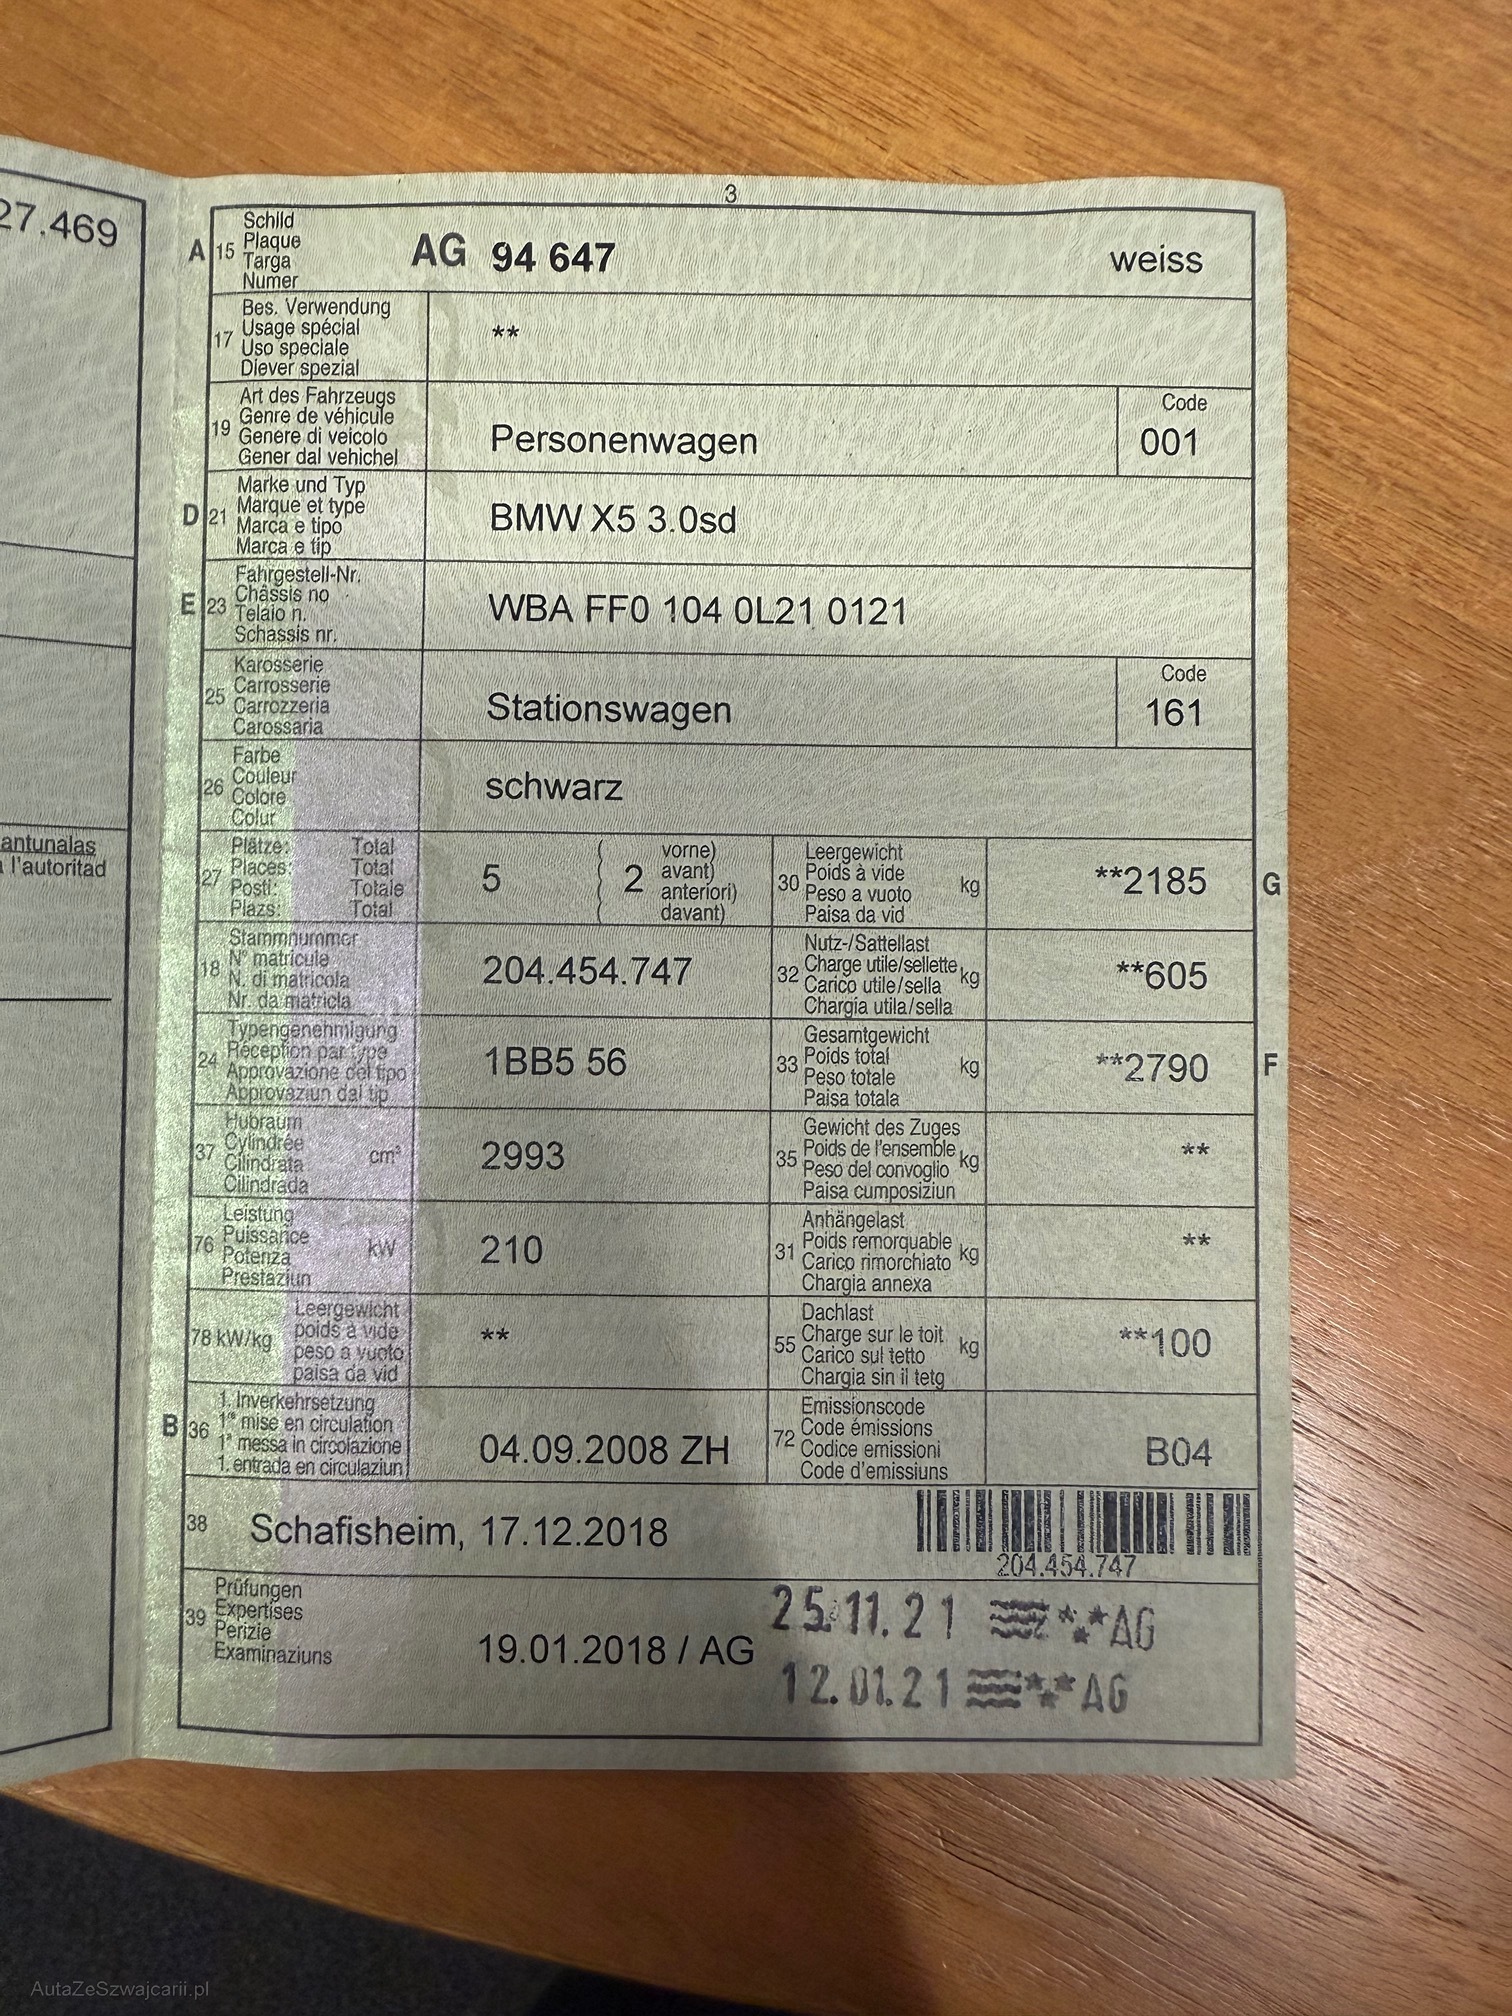 3
27.469
A 15 Schild
Plaque
Targa
Numer
AG 94 647 weiss
17 Bes. Verwendung
Usage spécial
Uso speciale
Diever spezial
**
19 Art des Fahrzeugs
Genre de véhicule
Genere di veicolo
Gener dal vehichel
Personenwagen
Code
001
D 21 Marke und Typ
Marque et type
Marca e tipo
Marca e tip
BMW X5 3.0sd
E 23 Fahrgestell-Nr.
Châssis no
Telaio n.
Schassis nr.
WBA FF0 104 0L21 0121
25 Karosserie
Carrosserie
Carrozzeria
Carossaria
Stationswagen
Code
161
26 Farbe
Couleur
Colore
Colur
schwarz
antunalas
l'autoritad
27 Plätze: Total
Places: Total
Posti: Totale
Plazs: Total
5 ( 2 vorne)
avant)
anteriori)
davant)
30 Leergewicht
Poids à vide
Peso a vuoto kg
Paisa da vid
**2185 G
18 Stammnummer
N° matricule
N. di matricola
Nr. da matricla
204.454.747
32 Nutz-/Sattellast
Charge utile/sellette kg
Carico utile/sella
Chargia utila/sella
**605
24 Typengenehmigung
Réception par type
Approvazione del tipo
Approvaziun dal tip
1BB5 56
33 Gesamtgewicht
Poids total kg
Peso totale
Paisa totala
**2790 F
37 Hubraum
Cylindrée cm³
Cilindrata
Cilindrada
2993
35 Gewicht des Zuges
Poids de l'ensemble kg
Peso del convoglio
Paisa cumposiziun
**
76 Leistung
Puissance kW
Potenza
Prestaziun
210
31 Anhängelast
Poids remorquable kg
Carico rimorchiato
Chargia annexa
**
78 kW/kg Leergewicht
poids à vide
peso a vuoto
paisa da vid
**
55 Dachlast
Charge sur le toit kg
Carico sul tetto
Chargia sin il tetg
**100
B 36 1. Inverkehrsetzung
1re mise en circulation
1a messa in circolazione
1. entrada en circulaziun
04.09.2008 ZH
72 Emissionscode
Code émissions
Codice emissioni
Code d'emissiuns
B04
38 Schafisheim, 17.12.2018
204.454.747
39 Prüfungen
Expertises
Perizie
Examinaziuns
19.01.2018 / AG
25.11.21 AG
12.01.21 AG
AutaZeSzwajcarii.pl